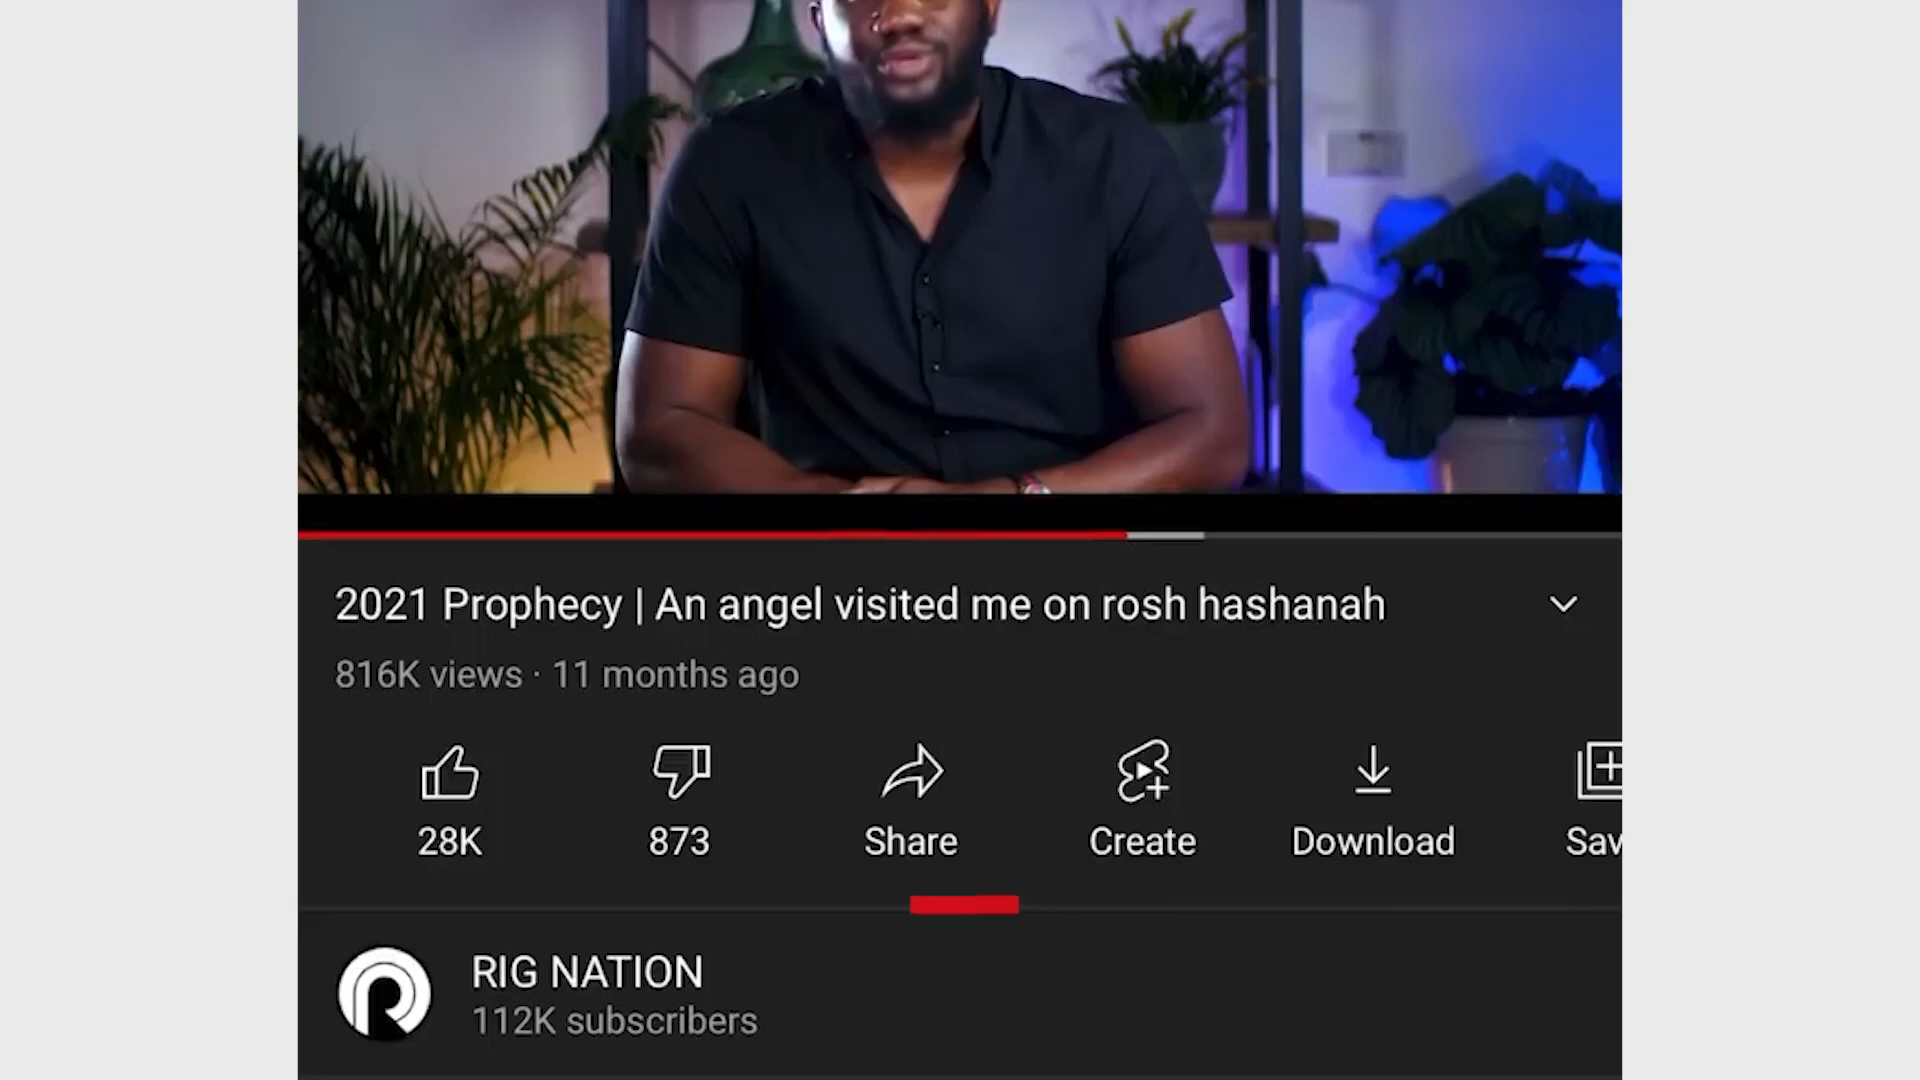 2021 Prophecy | An angel visited me on rosh hashanah
816K views · 11 months ago
28K
873
Share
Create
Download
Sav
RIG NATION
112K subscribers